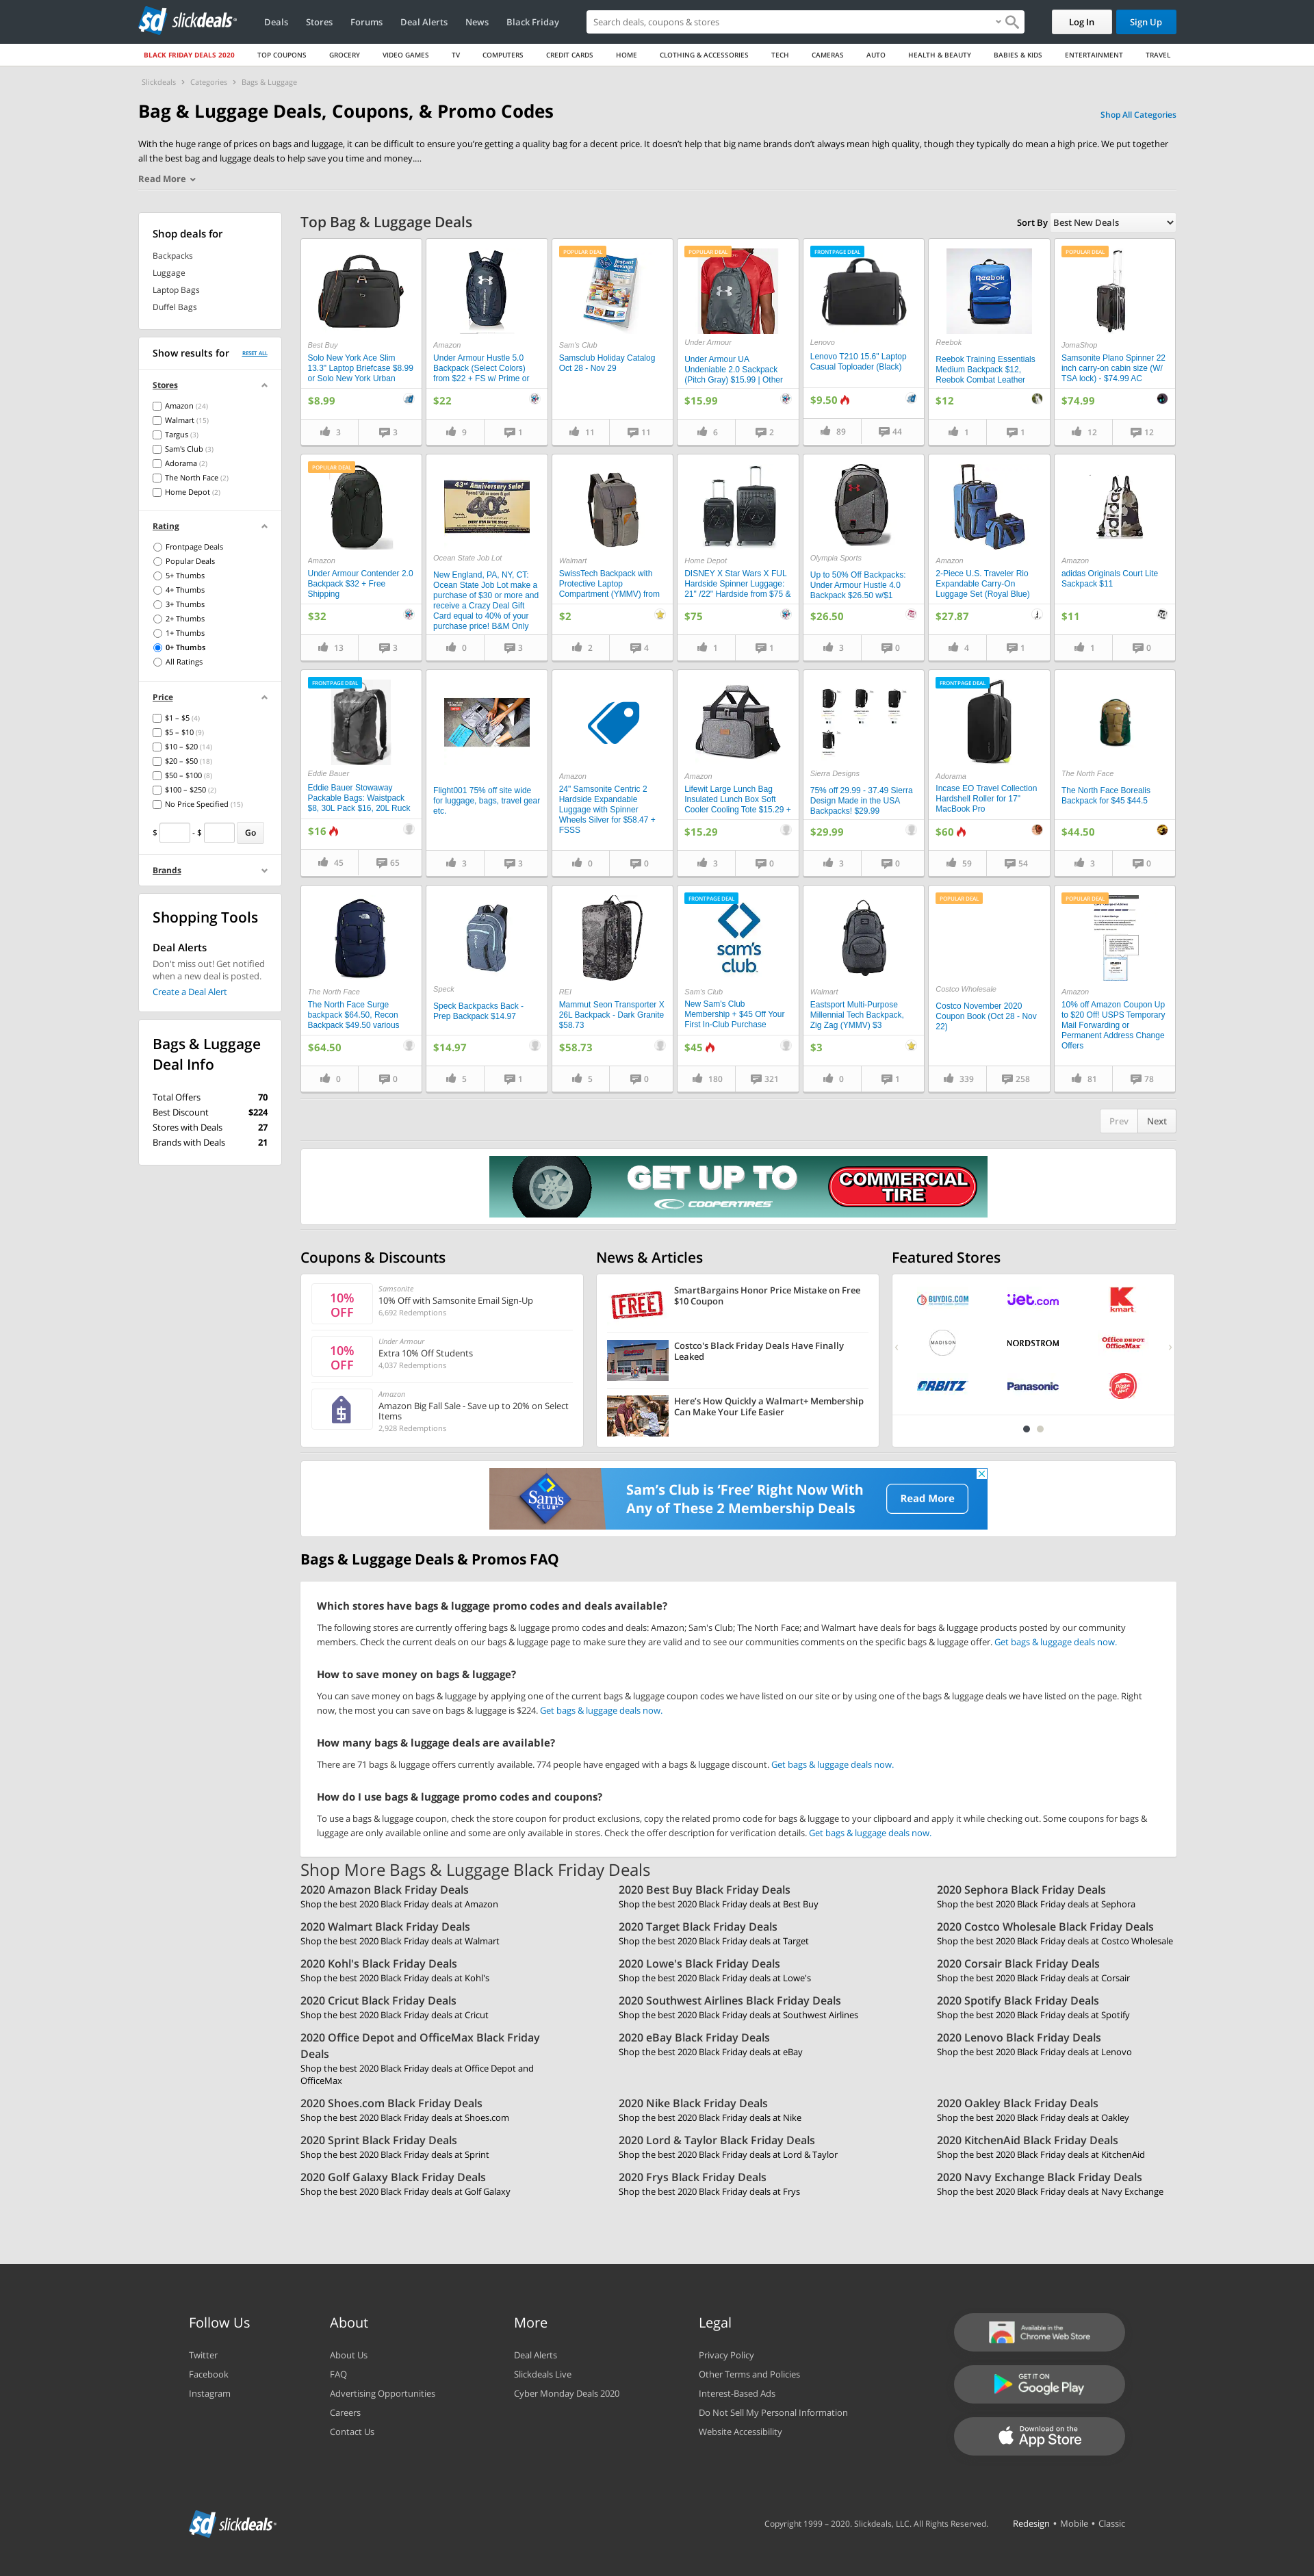 slickdeals
Deals Stores Forums Deal Alerts News Black Friday
Search deals, coupons & stores
Log In
Sign Up
BLACK FRIDAY DEALS 2020 TOP COUPONS GROCERY VIDEO GAMES TV COMPUTERS CREDIT CARDS HOME CLOTHING & ACCESSORIES TECH CAMERAS AUTO HEALTH & BEAUTY BABIES & KIDS ENTERTAINMENT TRAVEL
Slickdeals > Categories > Bags & Luggage
Bag & Luggage Deals, Coupons, & Promo Codes
Shop All Categories
With the huge range of prices on bags and luggage, it can be difficult to ensure you're getting a quality bag for a decent price. It doesn't help that big name brands don't always mean high quality, though they typically do mean a high price. We put together
all the best bag and luggage deals to help save you time and money....
Read More
Shop deals for
Backpacks
Luggage
Laptop Bags
Duffel Bags
Show results for RESET ALL
Stores
Amazon (24)
Walmart (15)
Targus (3)
Sam's Club (3)
Adorama (2)
The North Face (2)
Home Depot (2)
Rating
Frontpage Deals
Popular Deals
5+ Thumbs
4+ Thumbs
3+ Thumbs
2+ Thumbs
1+ Thumbs
0+ Thumbs
All Ratings
Price
$1 – $5 (4)
$5 – $10 (9)
$10 – $20 (14)
$20 – $50 (18)
$50 – $100 (8)
$100 – $250 (2)
No Price Specified (15)
$ - $ Go
Brands
Shopping Tools
Deal Alerts
Don't miss out! Get notified
when a new deal is posted.
Create a Deal Alert
Bags & Luggage
Deal Info
Total Offers 70
Best Discount $224
Stores with Deals 27
Brands with Deals 21
Top Bag & Luggage Deals
Sort By Best New Deals
Best Buy
Solo New York Ace Slim
13.3" Laptop Briefcase $8.99
or Solo New York Urban
$8.99
3 3
Amazon
Under Armour Hustle 5.0
Backpack (Select Colors)
from $22 + FS w/ Prime or
$22
9 1
POPULAR DEAL
Instant
Savings
Sam's Club
Samsclub Holiday Catalog
Oct 28 - Nov 29
11 11
POPULAR DEAL
Under Armour
Under Armour UA
Undeniable 2.0 Sackpack
(Pitch Gray) $15.99 | Other
$15.99
6 2
FRONTPAGE DEAL
Lenovo
Lenovo T210 15.6" Laptop
Casual Toploader (Black)
$9.50
89 44
Reebok
Reebok
Reebok Training Essentials
Medium Backpack $12,
Reebok Combat Leather
$12
1 1
POPULAR DEAL
JomaShop
Samsonite Plano Spinner 22
inch carry-on cabin size (W/
TSA lock) - $74.99 AC
$74.99
12 12
POPULAR DEAL
Amazon
Under Armour Contender 2.0
Backpack $32 + Free
Shipping
$32
13 3
43rd Anniversary Sale!
40%
Ocean State Job Lot
New England, PA, NY, CT:
Ocean State Job Lot make a
purchase of $30 or more and
receive a Crazy Deal Gift
Card equal to 40% of your
purchase price! B&M Only
0 3
Walmart
SwissTech Backpack with
Protective Laptop
Compartment (YMMV) from
$2
2 4
Home Depot
DISNEY X Star Wars X FUL
Hardside Spinner Luggage:
21" /22" Hardside from $75 &
$75
1 1
Olympia Sports
Up to 50% Off Backpacks:
Under Armour Hustle 4.0
Backpack $26.50 w/$1
$26.50
3 0
Amazon
2-Piece U.S. Traveler Rio
Expandable Carry-On
Luggage Set (Royal Blue)
$27.87
4 1
Amazon
adidas Originals Court Lite
Sackpack $11
$11
1 0
FRONTPAGE DEAL
Eddie Bauer
Eddie Bauer Stowaway
Packable Bags: Waistpack
$8, 30L Pack $16, 20L Ruck
$16
45 65
Flight001 75% off site wide
for luggage, bags, travel gear
etc.
3 3
Amazon
24" Samsonite Centric 2
Hardside Expandable
Luggage with Spinner
Wheels Silver for $58.47 +
FSSS
0 0
Amazon
Lifewit Large Lunch Bag
Insulated Lunch Box Soft
Cooler Cooling Tote $15.29 +
$15.29
3 0
Sierra Designs
75% off 29.99 - 37.49 Sierra
Design Made in the USA
Backpacks! $29.99
$29.99
3 0
FRONTPAGE DEAL
Adorama
Incase EO Travel Collection
Hardshell Roller for 17"
MacBook Pro
$60
59 54
The North Face
The North Face Borealis
Backpack for $45 $44.5
$44.50
3 0
The North Face
The North Face Surge
backpack $64.50, Recon
Backpack $49.50 various
$64.50
0 0
Speck
Speck Backpacks Back -
Prep Backpack $14.97
$14.97
5 1
REI
Mammut Seon Transporter X
26L Backpack - Dark Granite
$58.73
$58.73
5 0
FRONTPAGE DEAL
sam's
club
Sam's Club
New Sam's Club
Membership + $45 Off Your
First In-Club Purchase
$45
180 321
Walmart
Eastsport Multi-Purpose
Millennial Tech Backpack,
Zig Zag (YMMV) $3
$3
0 1
POPULAR DEAL
Costco Wholesale
Costco November 2020
Coupon Book (Oct 28 - Nov
22)
339 258
POPULAR DEAL
Amazon
10% off Amazon Coupon Up
to $20 Off! USPS Temporary
Mail Forwarding or
Permanent Address Change
Offers
81 78
Prev Next
GET UP TO
COOPERTIRES
COMMERCIAL
TIRE
Coupons & Discounts
10%
OFF
Samsonite
10% Off with Samsonite Email Sign-Up
6,692 Redemptions
10%
OFF
Under Armour
Extra 10% Off Students
4,037 Redemptions
Amazon
Amazon Big Fall Sale - Save up to 20% on Select
Items
2,928 Redemptions
News & Articles
FREE
SmartBargains Honor Price Mistake on Free
$10 Coupon
Costco's Black Friday Deals Have Finally
Leaked
Here's How Quickly a Walmart+ Membership
Can Make Your Life Easier
Featured Stores
BUYDIG.COM
jet.com
kmart
MADISON
NORDSTROM
Office DEPOT
OfficeMax
ORBITZ
Panasonic
Pizza Hut
Sam's
CLUB
Sam's Club is 'Free' Right Now With
Any of These 2 Membership Deals
Read More
Bags & Luggage Deals & Promos FAQ
Which stores have bags & luggage promo codes and deals available?
The following stores are currently offering bags & luggage promo codes and deals: Amazon; Sam's Club; The North Face; and Walmart have deals for bags & luggage products posted by our community
members. Check the current deals on our bags & luggage page to make sure they are valid and to see our communities comments on the specific bags & luggage offer. Get bags & luggage deals now.
How to save money on bags & luggage?
You can save money on bags & luggage by applying one of the current bags & luggage coupon codes we have listed on our site or by using one of the bags & luggage deals we have listed on the page. Right
now, the most you can save on bags & luggage is $224. Get bags & luggage deals now.
How many bags & luggage deals are available?
There are 71 bags & luggage offers currently available. 774 people have engaged with a bags & luggage discount. Get bags & luggage deals now.
How do I use bags & luggage promo codes and coupons?
To use a bags & luggage coupon, check the store coupon for product exclusions, copy the related promo code for bags & luggage to your clipboard and apply it while checking out. Some coupons for bags &
luggage are only available online and some are only available in stores. Check the offer description for verification details. Get bags & luggage deals now.
Shop More Bags & Luggage Black Friday Deals
2020 Amazon Black Friday Deals
Shop the best 2020 Black Friday deals at Amazon
2020 Best Buy Black Friday Deals
Shop the best 2020 Black Friday deals at Best Buy
2020 Sephora Black Friday Deals
Shop the best 2020 Black Friday deals at Sephora
2020 Walmart Black Friday Deals
Shop the best 2020 Black Friday deals at Walmart
2020 Target Black Friday Deals
Shop the best 2020 Black Friday deals at Target
2020 Costco Wholesale Black Friday Deals
Shop the best 2020 Black Friday deals at Costco Wholesale
2020 Kohl's Black Friday Deals
Shop the best 2020 Black Friday deals at Kohl's
2020 Lowe's Black Friday Deals
Shop the best 2020 Black Friday deals at Lowe's
2020 Corsair Black Friday Deals
Shop the best 2020 Black Friday deals at Corsair
2020 Cricut Black Friday Deals
Shop the best 2020 Black Friday deals at Cricut
2020 Southwest Airlines Black Friday Deals
Shop the best 2020 Black Friday deals at Southwest Airlines
2020 Spotify Black Friday Deals
Shop the best 2020 Black Friday deals at Spotify
2020 Office Depot and OfficeMax Black Friday
Deals
Shop the best 2020 Black Friday deals at Office Depot and
OfficeMax
2020 eBay Black Friday Deals
Shop the best 2020 Black Friday deals at eBay
2020 Lenovo Black Friday Deals
Shop the best 2020 Black Friday deals at Lenovo
2020 Shoes.com Black Friday Deals
Shop the best 2020 Black Friday deals at Shoes.com
2020 Nike Black Friday Deals
Shop the best 2020 Black Friday deals at Nike
2020 Oakley Black Friday Deals
Shop the best 2020 Black Friday deals at Oakley
2020 Sprint Black Friday Deals
Shop the best 2020 Black Friday deals at Sprint
2020 Lord & Taylor Black Friday Deals
Shop the best 2020 Black Friday deals at Lord & Taylor
2020 KitchenAid Black Friday Deals
Shop the best 2020 Black Friday deals at KitchenAid
2020 Golf Galaxy Black Friday Deals
Shop the best 2020 Black Friday deals at Golf Galaxy
2020 Frys Black Friday Deals
Shop the best 2020 Black Friday deals at Frys
2020 Navy Exchange Black Friday Deals
Shop the best 2020 Black Friday deals at Navy Exchange
Follow Us
Twitter
Facebook
Instagram
About
About Us
FAQ
Advertising Opportunities
Careers
Contact Us
More
Deal Alerts
Slickdeals Live
Cyber Monday Deals 2020
Legal
Privacy Policy
Other Terms and Policies
Interest-Based Ads
Do Not Sell My Personal Information
Website Accessibility
Available in the
Chrome Web Store
GET IT ON
Google Play
Download on the
App Store
slickdeals
Copyright 1999 – 2020. Slickdeals, LLC. All Rights Reserved.
Redesign • Mobile • Classic